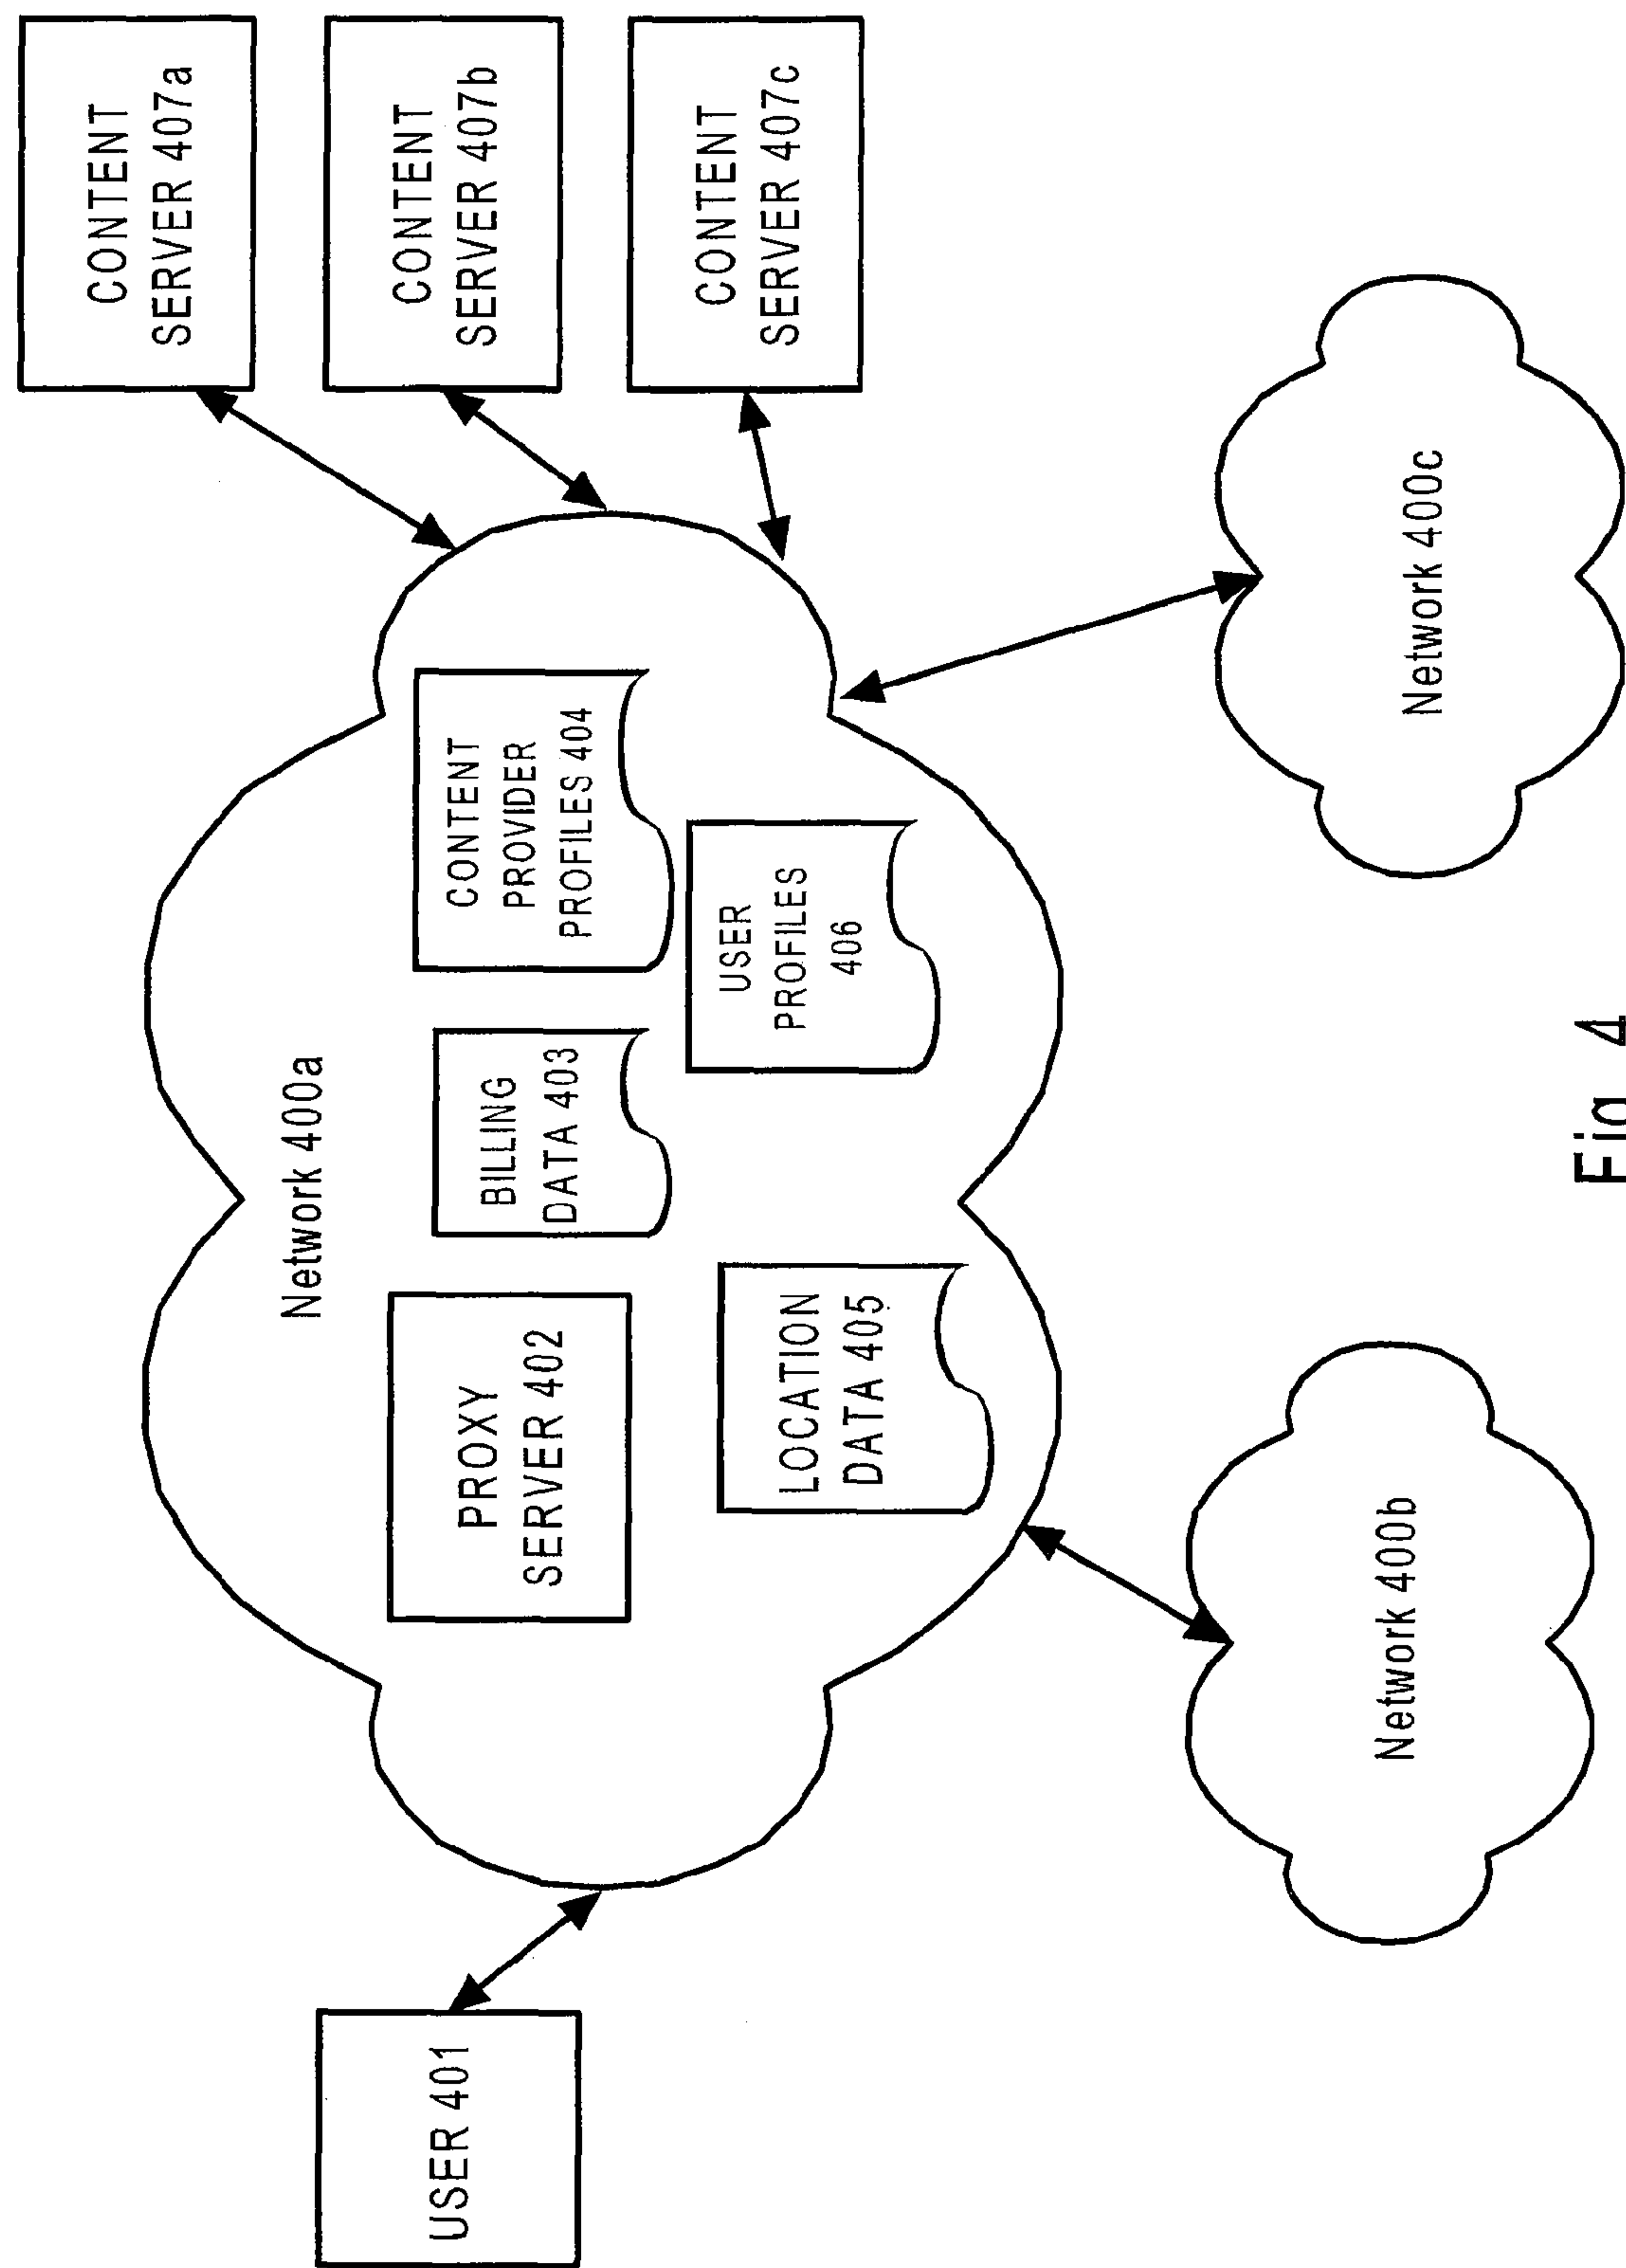 CONTENT
SERVER 407a
CONTENT
SERVER 407b
CONTENT
SERVER 407c
Network 400a
CONTENT
PROVIDER
PROFILES 404
BILLING
DATA 403
USER
PROFILES
406
PROXY
SERVER 402
LOCATION
DATA 405
USER 401
Network 400b
Network 400c
Fig. 4